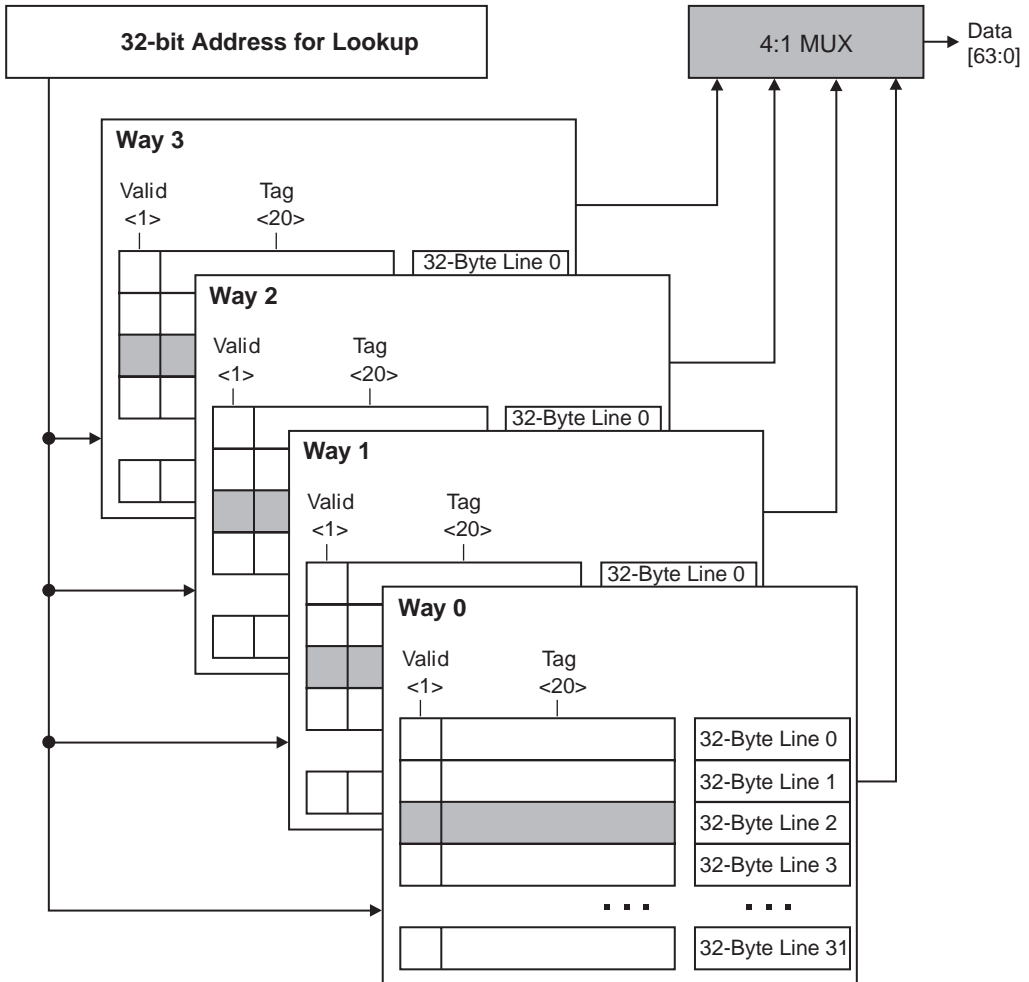 32-bit Address for Lookup
4:1 MUX
Data
[63:0]
Way 3
Valid
<1>
Tag
<20>
32-Byte Line 0
Way 2
Valid
<1>
Tag
<20>
32-Byte Line 0
Way 1
Valid
<1>
Tag
<20>
32-Byte Line 0
Way 0
Valid
<1>
Tag
<20>
32-Byte Line 0
32-Byte Line 1
32-Byte Line 2
32-Byte Line 3
. . . . . .
32-Byte Line 31